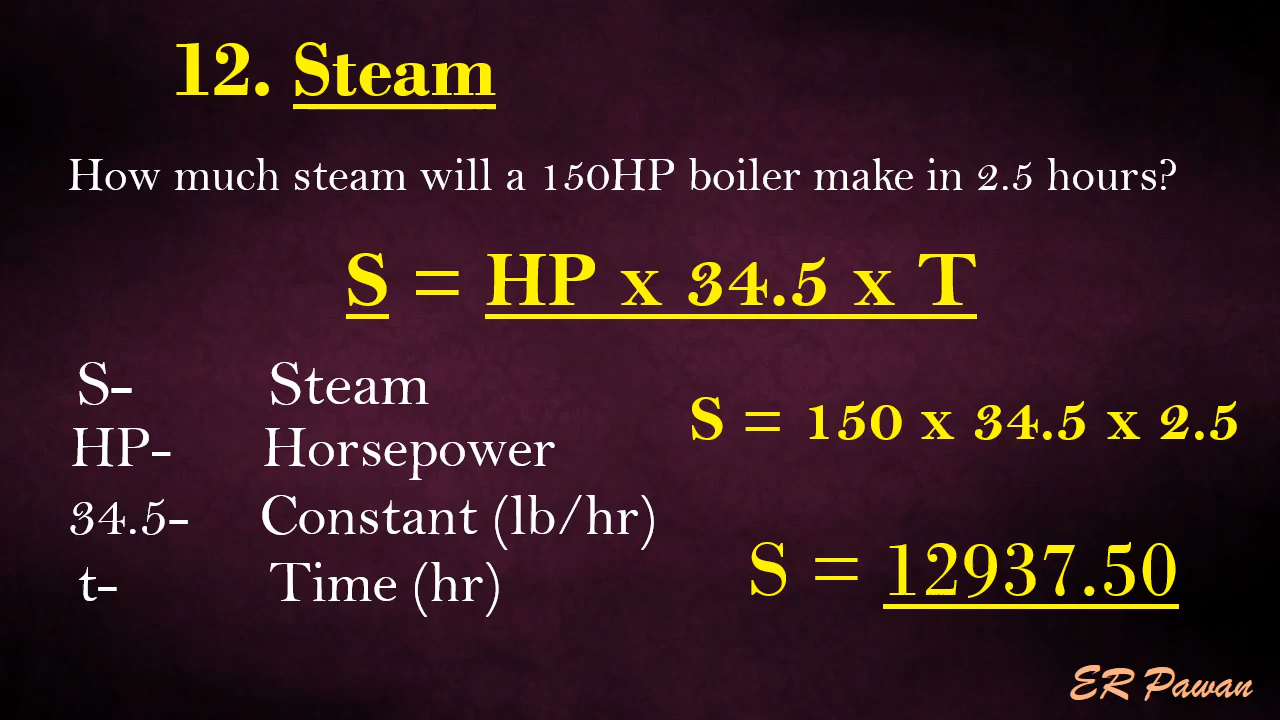 12. Steam
How much steam will a 150HP boiler make in 2.5 hours?
S = HP x 34.5 x T
S- Steam
HP- Horsepower
34.5- Constant (lb/hr)
t- Time (hr)
S = 150 x 34.5 x 2.5
S = 12937.50
ER Pawan